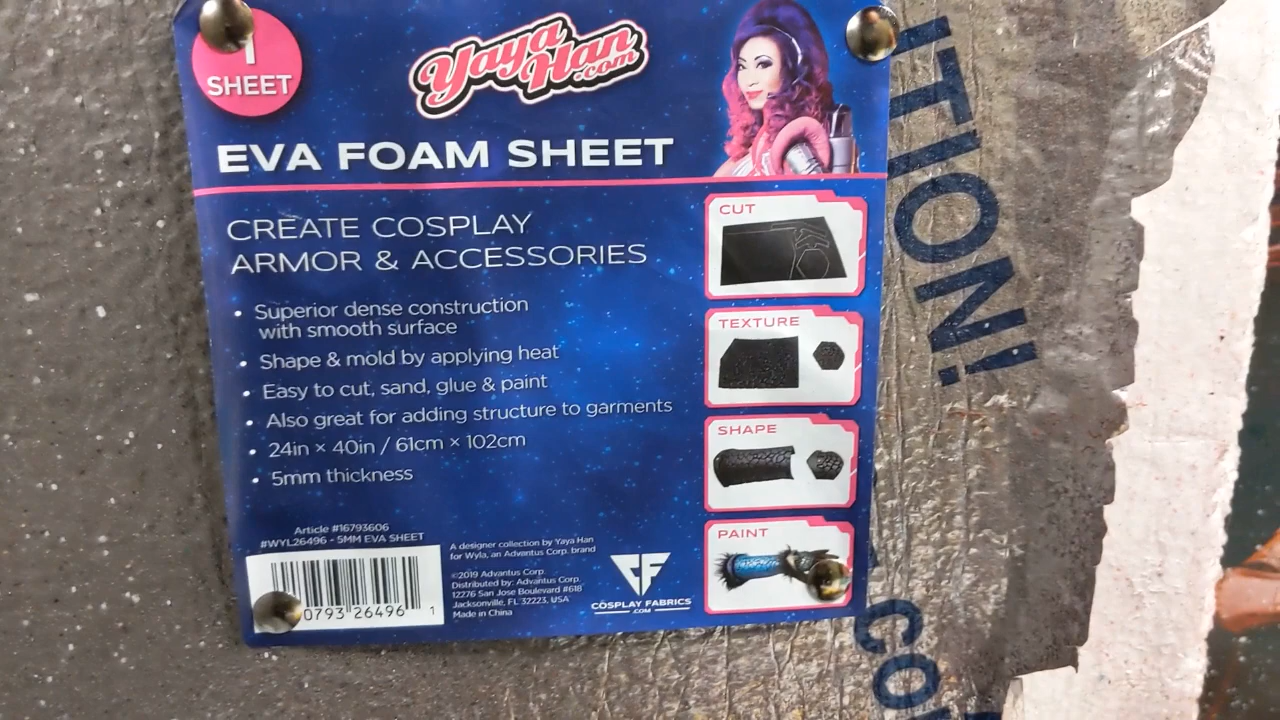 1
SHEET
Yaya
Han
.com
EVA FOAM SHEET
CREATE COSPLAY
ARMOR & ACCESSORIES
• Superior dense construction
with smooth surface
• Shape & mold by applying heat
• Easy to cut, sand, glue & paint
• Also great for adding structure to garments
• 24in × 40in / 61cm × 102cm
• 5mm thickness
Article #16793606
#WYL26496 - 5MM EVA SHEET
0793 26496 1
A designer collection by Yaya Han
for Wyla, an Advantus Corp. brand
©2019 Advantus Corp.
Distributed by: Advantus Corp.
12276 San Jose Boulevard #618
Jacksonville, FL 32223, USA
Made in China
CF
COSPLAY FABRICS
.COM
CUT
TEXTURE
SHAPE
PAINT